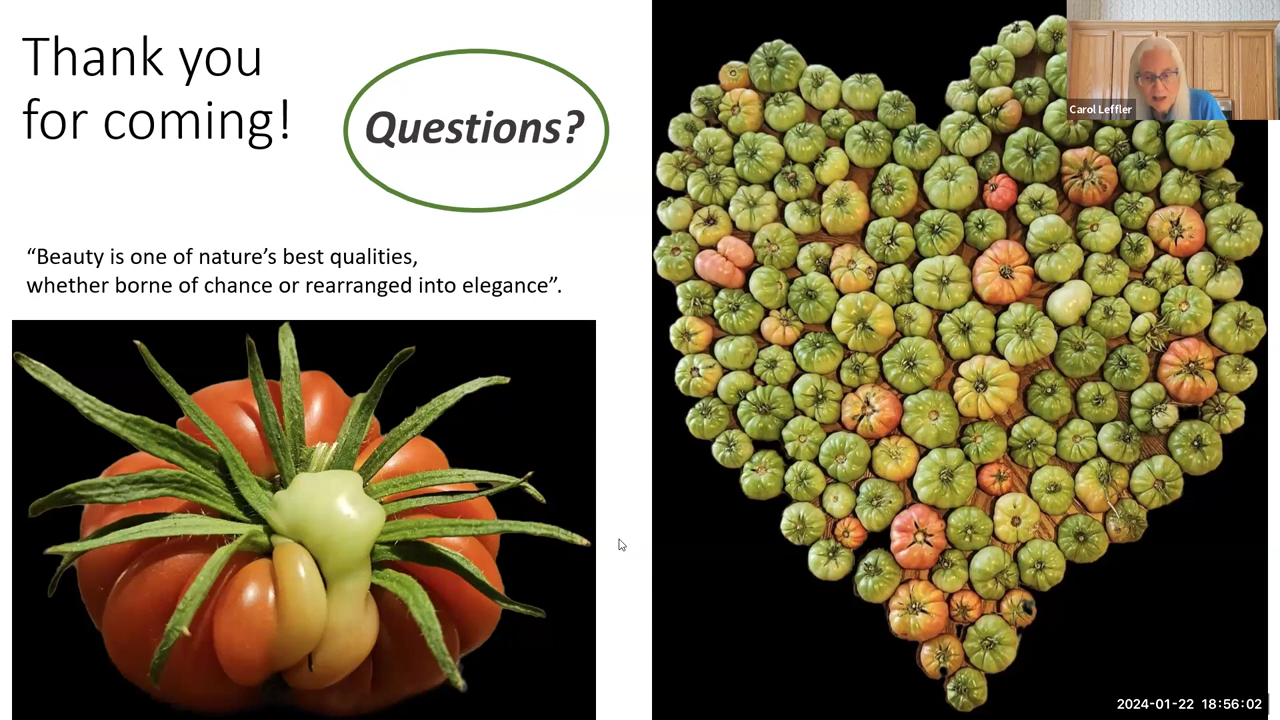 Thank you
for coming!
Questions?
“Beauty is one of nature’s best qualities,
whether borne of chance or rearranged into elegance”.
Carol Leffler
2024-01-22 18:56:02